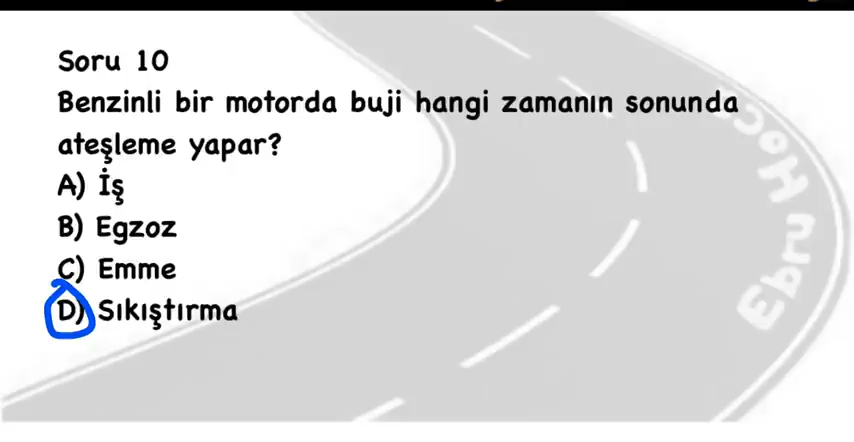 Soru 10
Benzinli bir motorda buji hangi zamanın sonunda
ateşleme yapar?
A) İş
B) Egzoz
C) Emme
D) Sıkıştırma
Ebru Hoca